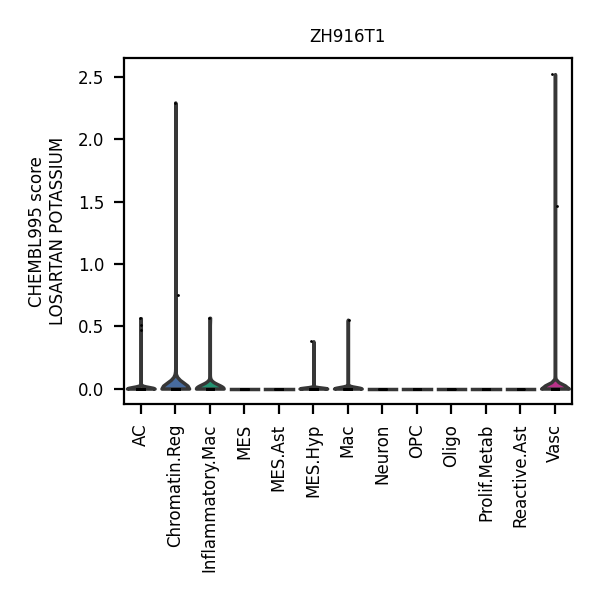 ZH916T1
CHEMBL995 score
LOSARTAN POTASSIUM
2.5
2.0
1.5
1.0
0.5
0.0
AC
Chromatin.Reg
Inflammatory.Mac
MES
MES.Ast
MES.Hyp
Mac
Neuron
OPC
Oligo
Prolif.Metab
Reactive.Ast
Vasc